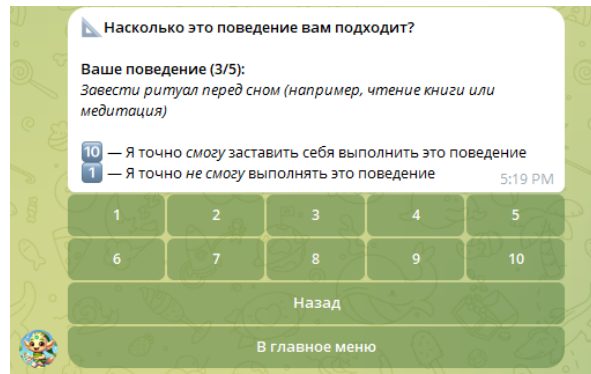 📐 Насколько это поведение вам подходит?
Ваше поведение (3/5):
Завести ритуал перед сном (например, чтение книги или
медитация)
🔟 — Я точно смогу заставить себя выполнить это поведение
1️⃣ — Я точно не смогу выполнять это поведение
5:19 PM
1 2 3 4 5
6 7 8 9 10
Назад
В главное меню